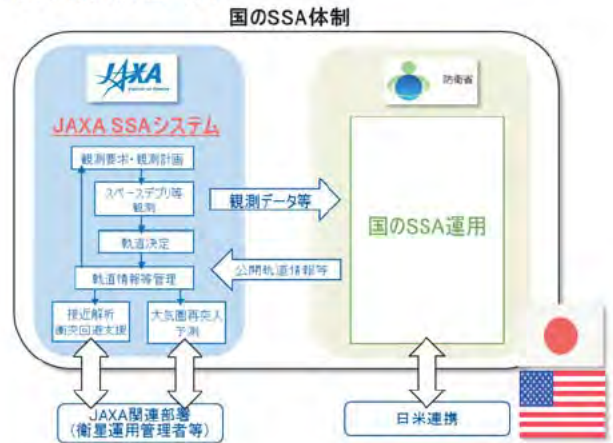 国のSSA体制
JAXA
防衛省
JAXA SSAシステム
観測要求・観測計画
スペースデブリ等
観測
軌道決定
軌道情報等管理
接近解析
衝突回避支援
大気圏再突入
予測
観測データ等
公開軌道情報等
国のSSA運用
JAXA関連部署
(衛星運用管理者等)
日米連携